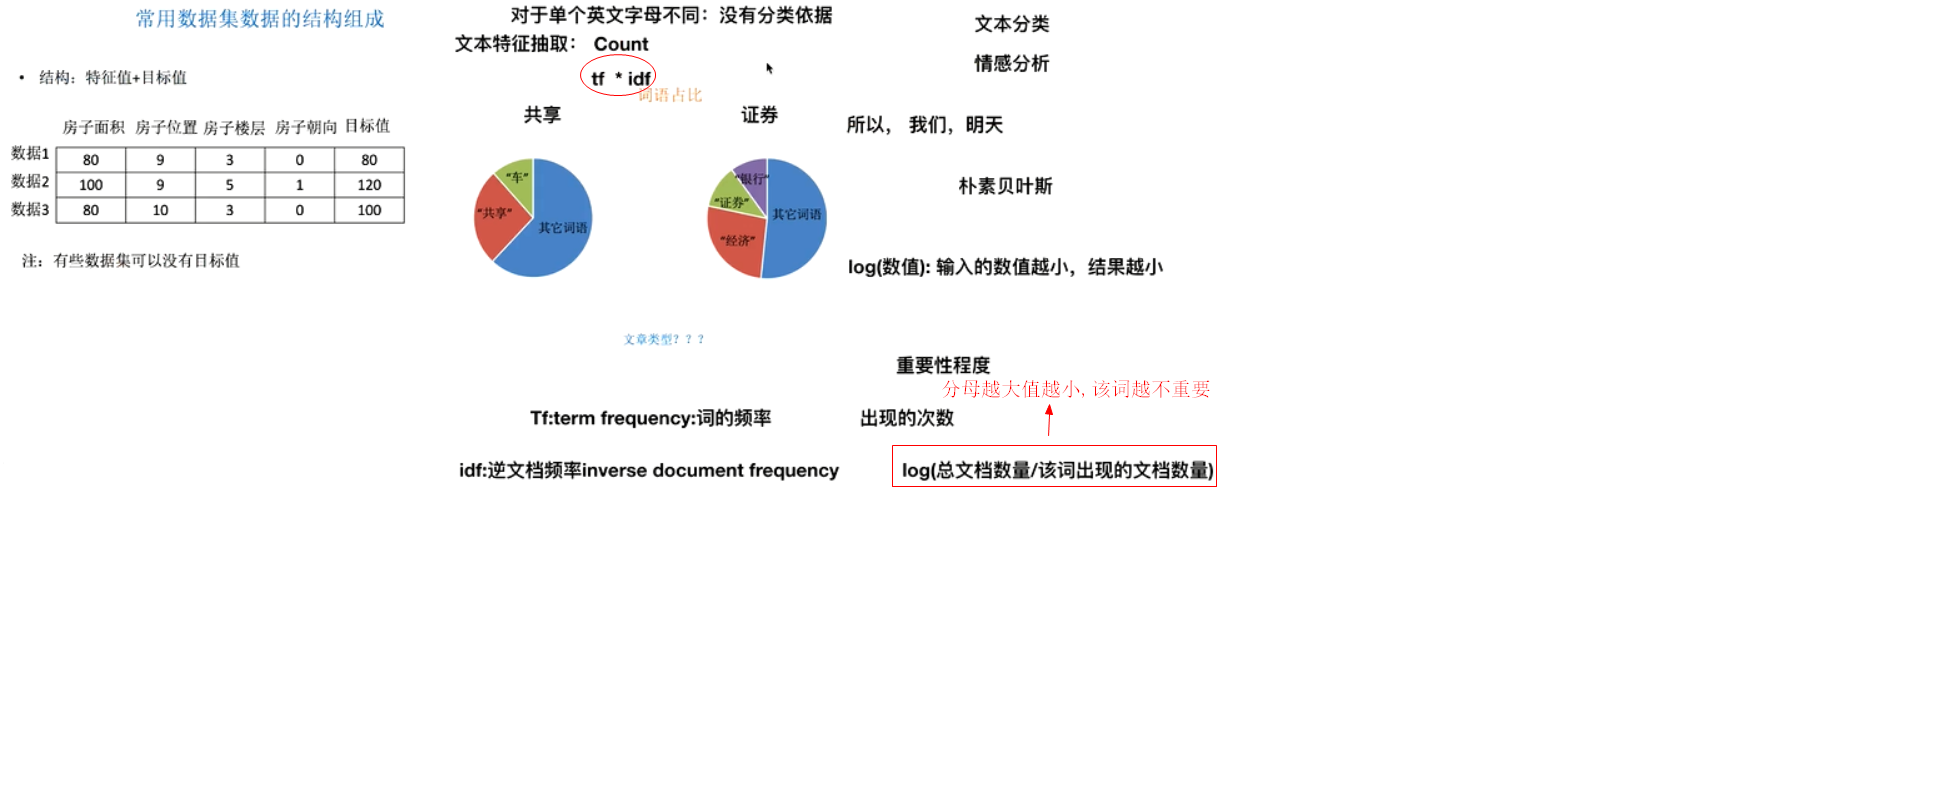 常用数据集数据的结构组成
• 结构：特征值+目标值
房子面积 房子位置 房子楼层 房子朝向 目标值
数据1 80 9 3 0 80
数据2 100 9 5 1 120
数据3 80 10 3 0 100
注：有些数据集可以没有目标值
对于单个英文字母不同：没有分类依据
文本特征抽取： Count
tf * idf
词语占比
共享
证券
“车”
“共享”
其它词语
“银行”
“证券”
“经济”
其它词语
文章类型？？？
文本分类
情感分析
所以， 我们，明天
朴素贝叶斯
log(数值): 输入的数值越小，结果越小
重要性程度
分母越大值越小,该词越不重要
Tf:term frequency:词的频率 出现的次数
idf:逆文档频率inverse document frequency log(总文档数量/该词出现的文档数量)